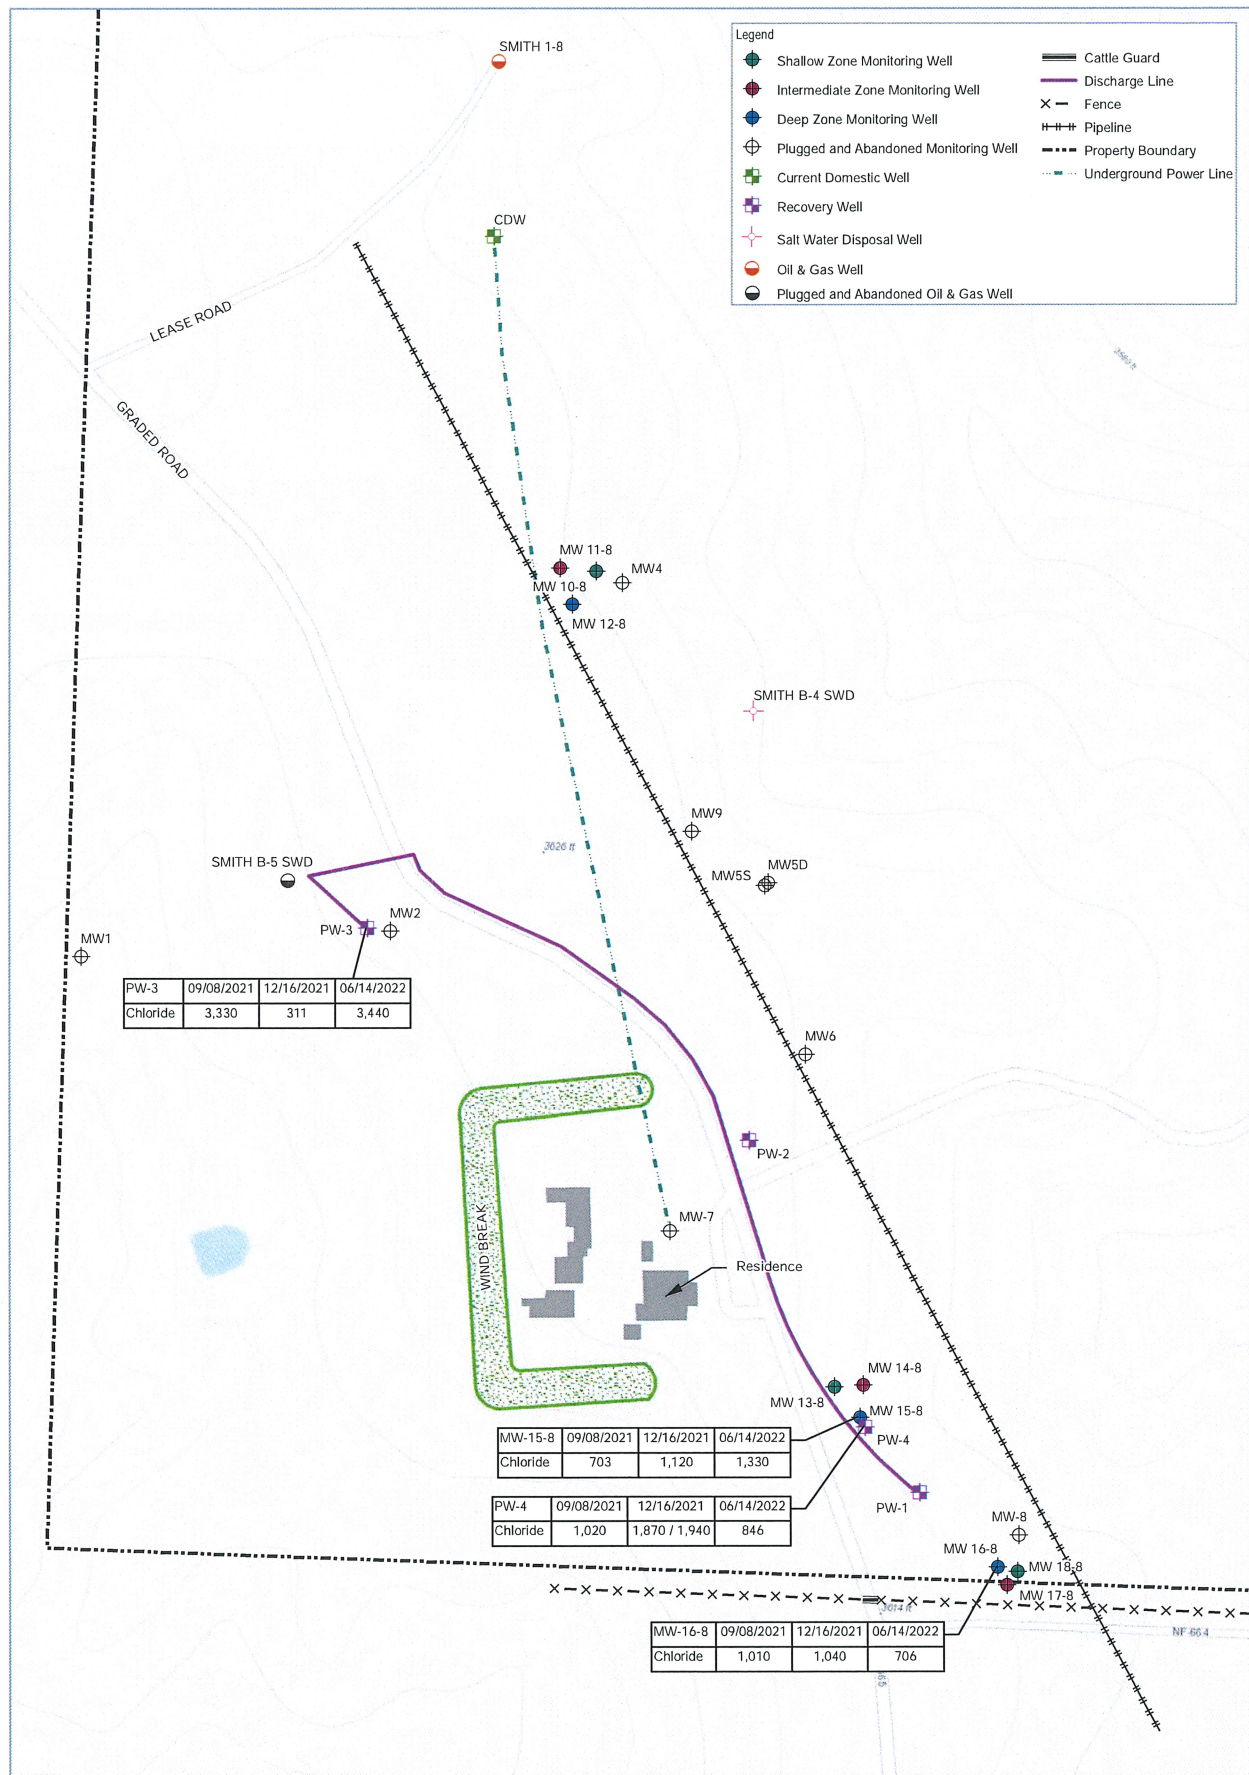 Legend
Shallow Zone Monitoring Well
Intermediate Zone Monitoring Well
Deep Zone Monitoring Well
Plugged and Abandoned Monitoring Well
Current Domestic Well
Recovery Well
Salt Water Disposal Well
Oil & Gas Well
Plugged and Abandoned Oil & Gas Well
Cattle Guard
Discharge Line
Fence
Pipeline
Property Boundary
Underground Power Line
SMITH 1-8
CDW
LEASE ROAD
GRADED ROAD
MW 11-8
MW4
MW 10-8
MW 12-8
SMITH B-4 SWD
MW9
3626 ft
SMITH B-5 SWD
MW5D
MW5S
MW2
PW-3
MW1
PW-3 09/08/2021 12/16/2021 06/14/2022
Chloride 3,330 311 3,440
MW6
PW-2
MW-7
WIND BREAK
Residence
MW 14-8
MW 13-8
MW 15-8
PW-4
MW-15-8 09/08/2021 12/16/2021 06/14/2022
Chloride 703 1,120 1,330
PW-1
PW-4 09/08/2021 12/16/2021 06/14/2022
Chloride 1,020 1,870 / 1,940 846
MW-8
MW 16-8
MW 18-8
MW 17-8
3614 ft
NF 664
MW-16-8 09/08/2021 12/16/2021 06/14/2022
Chloride 1,010 1,040 706